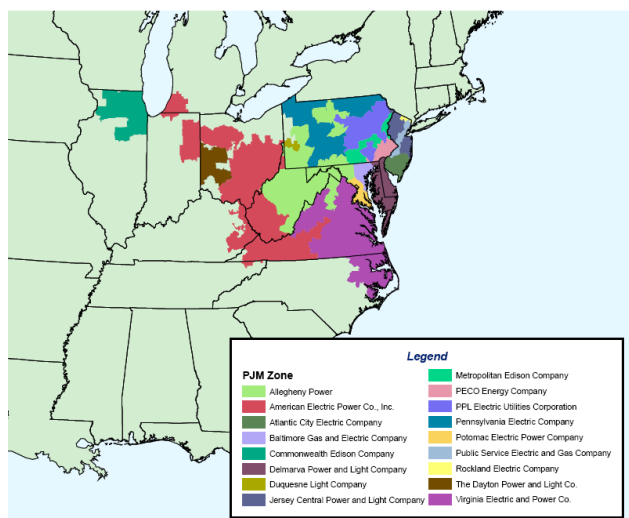 Legend
PJM Zone
Allegheny Power
American Electric Power Co., Inc.
Atlantic City Electric Company
Baltimore Gas and Electric Company
Commonwealth Edison Company
Delmarva Power and Light Company
Duquesne Light Company
Jersey Central Power and Light Company
Metropolitan Edison Company
PECO Energy Company
PPL Electric Utilities Corporation
Pennsylvania Electric Company
Potomac Electric Power Company
Public Service Electric and Gas Company
Rockland Electric Company
The Dayton Power and Light Co.
Virginia Electric and Power Co.